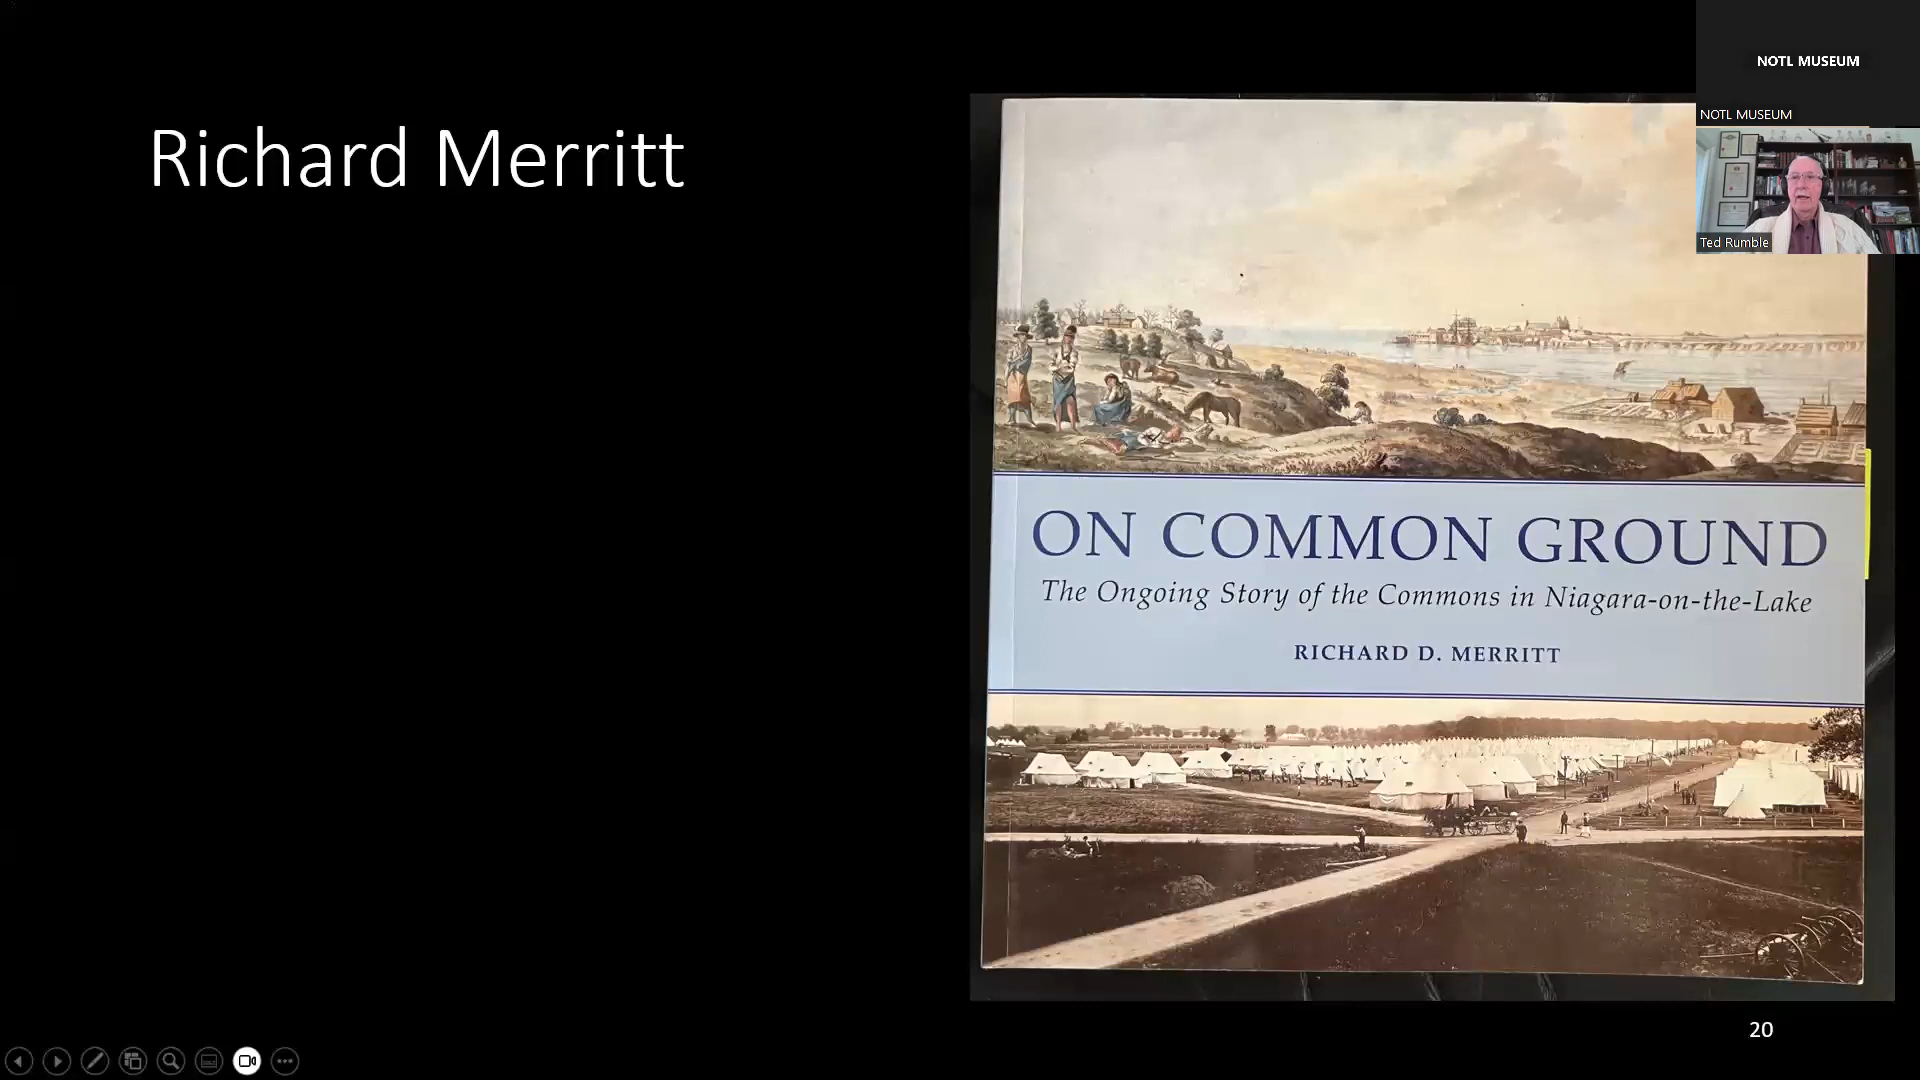 Richard Merritt
NOTL MUSEUM
NOTL MUSEUM
Ted Rumble
ON COMMON GROUND
The Ongoing Story of the Commons in Niagara-on-the-Lake
RICHARD D. MERRITT
20